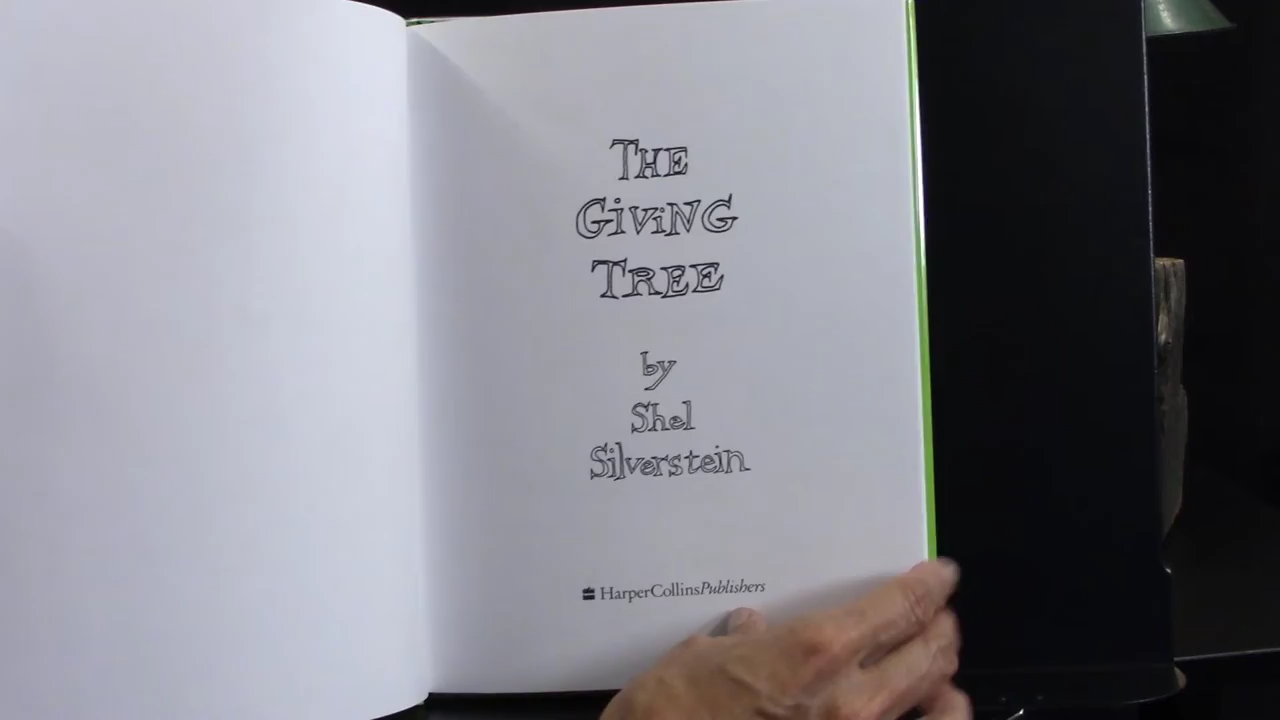 THE
GiViNG
TREE
by
Shel
Silverstein
HarperCollinsPublishers